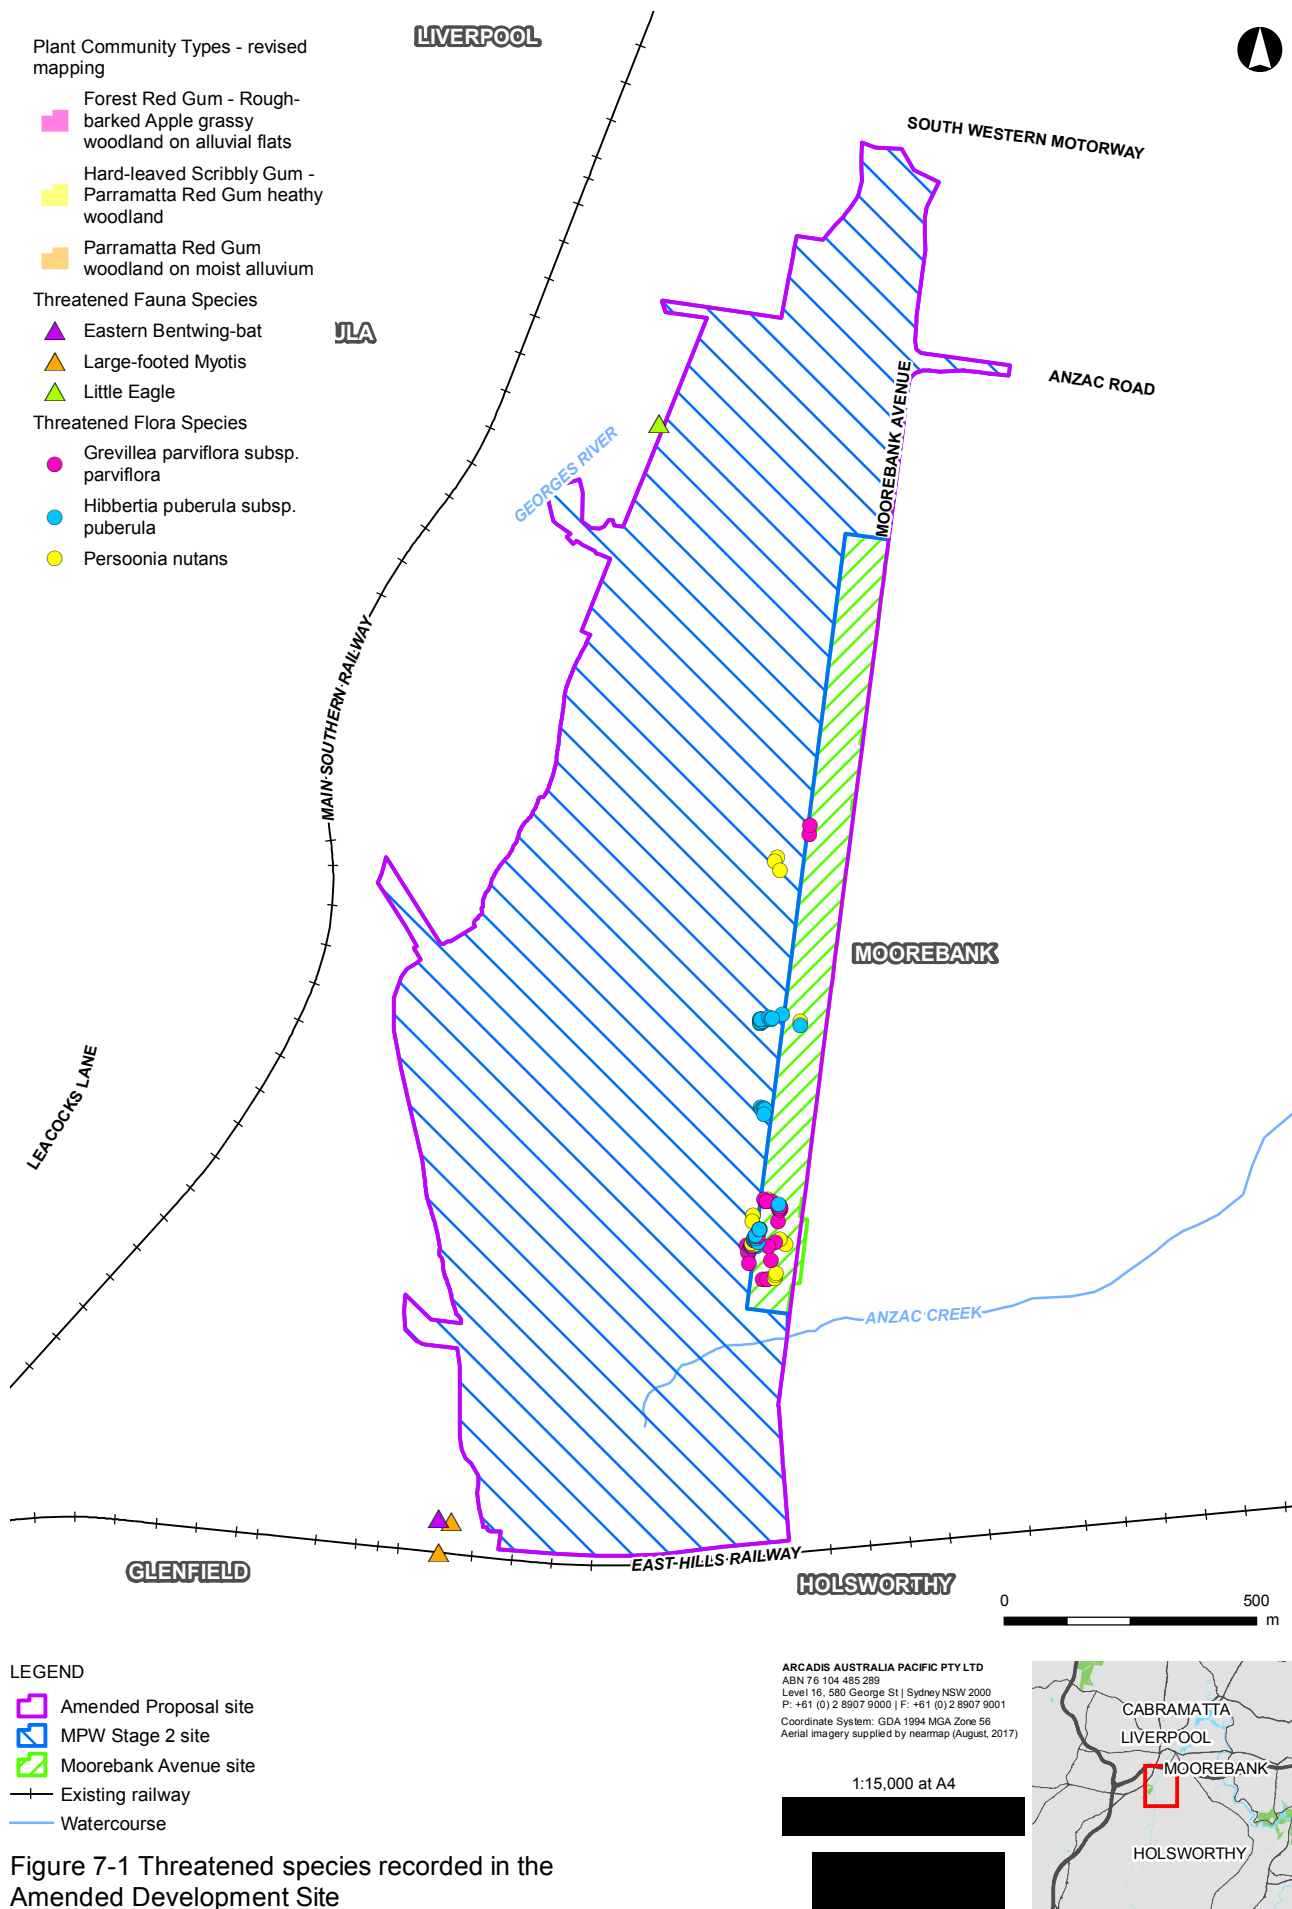 Plant Community Types - revised
mapping
Forest Red Gum - Rough-
barked Apple grassy
woodland on alluvial flats
Hard-leaved Scribbly Gum -
Parramatta Red Gum heathy
woodland
Parramatta Red Gum
woodland on moist alluvium
Threatened Fauna Species
Eastern Bentwing-bat
Large-footed Myotis
Little Eagle
Threatened Flora Species
Grevillea parviflora subsp.
parviflora
Hibbertia puberula subsp.
puberula
Persoonia nutans
LIVERPOOL
SOUTH WESTERN MOTORWAY
ULA
ANZAC ROAD
MOOREBANK AVENUE
GEORGES RIVER
MAIN SOUTHERN RAILWAY
MOOREBANK
LEACOCKS LANE
ANZAC CREEK
EAST HILLS RAILWAY
GLENFIELD
HOLSWORTHY
0 500
m
LEGEND
Amended Proposal site
MPW Stage 2 site
Moorebank Avenue site
Existing railway
Watercourse
ARCADIS AUSTRALIA PACIFIC PTY LTD
ABN 76 104 485 289
Level 16, 580 George St | Sydney NSW 2000
P: +61 (0) 2 8907 9000 | F: +61 (0) 2 8907 9001
Coordinate System: GDA 1994 MGA Zone 56
Aerial imagery supplied by nearmap (August, 2017)
1:15,000 at A4
CABRAMATTA
LIVERPOOL
MOOREBANK
HOLSWORTHY
Figure 7-1 Threatened species recorded in the
Amended Development Site